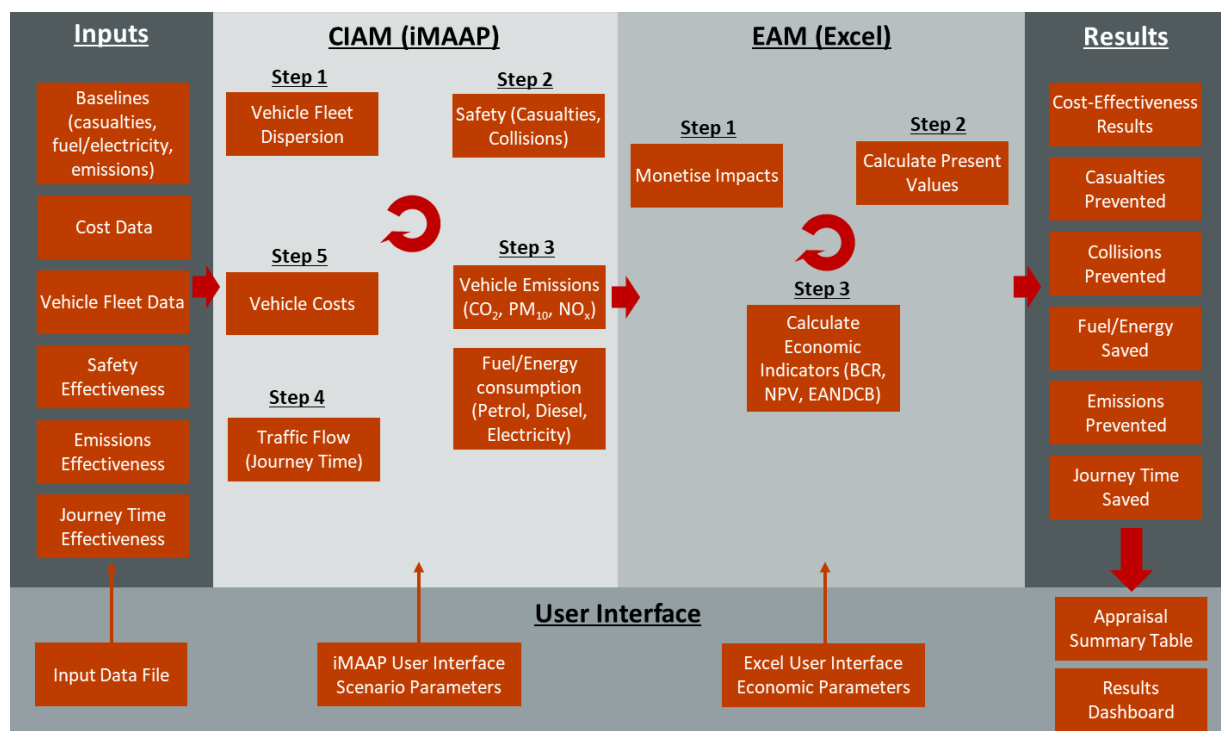 Inputs
Baselines
(casualties,
fuel/electricity,
emissions)
Cost Data
Vehicle Fleet Data
Safety
Effectiveness
Emissions
Effectiveness
Journey Time
Effectiveness
CIAM (iMAAP)
Step 1
Vehicle Fleet
Dispersion
Step 2
Safety (Casualties,
Collisions)
Step 3
Vehicle Emissions
(CO₂, PM₁₀, NOₓ)
Fuel/Energy
consumption
(Petrol, Diesel,
Electricity)
Step 4
Traffic Flow
(Journey Time)
Step 5
Vehicle Costs
EAM (Excel)
Step 1
Monetise Impacts
Step 2
Calculate Present
Values
Step 3
Calculate
Economic
Indicators (BCR,
NPV, EANDCB)
Results
Cost-Effectiveness
Results
Casualties
Prevented
Collisions
Prevented
Fuel/Energy
Saved
Emissions
Prevented
Journey Time
Saved
User Interface
Input Data File
iMAAP User Interface
Scenario Parameters
Excel User Interface
Economic Parameters
Appraisal
Summary Table
Results
Dashboard